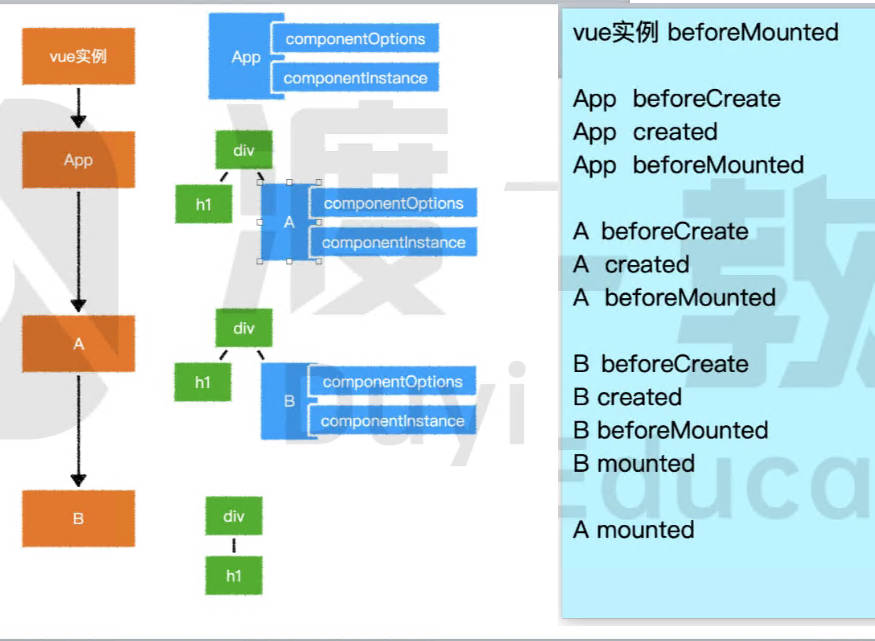 vue实例
App
A
B
App
componentOptions
componentInstance
div
h1
A
componentOptions
componentInstance
div
h1
B
componentOptions
componentInstance
div
h1
vue实例 beforeMounted
App beforeCreate
App created
App beforeMounted
A beforeCreate
A created
A beforeMounted
B beforeCreate
B created
B beforeMounted
B mounted
A mounted
渡一教
Duyi Educa